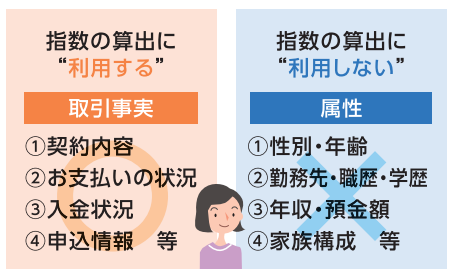 指数の算出に
“利用する”
取引事実
①契約内容
②お支払いの状況
③入金状況
④申込情報　等
指数の算出に
“利用しない”
属性
①性別・年齢
②勤務先・職歴・学歴
③年収・預金額
④家族構成　等